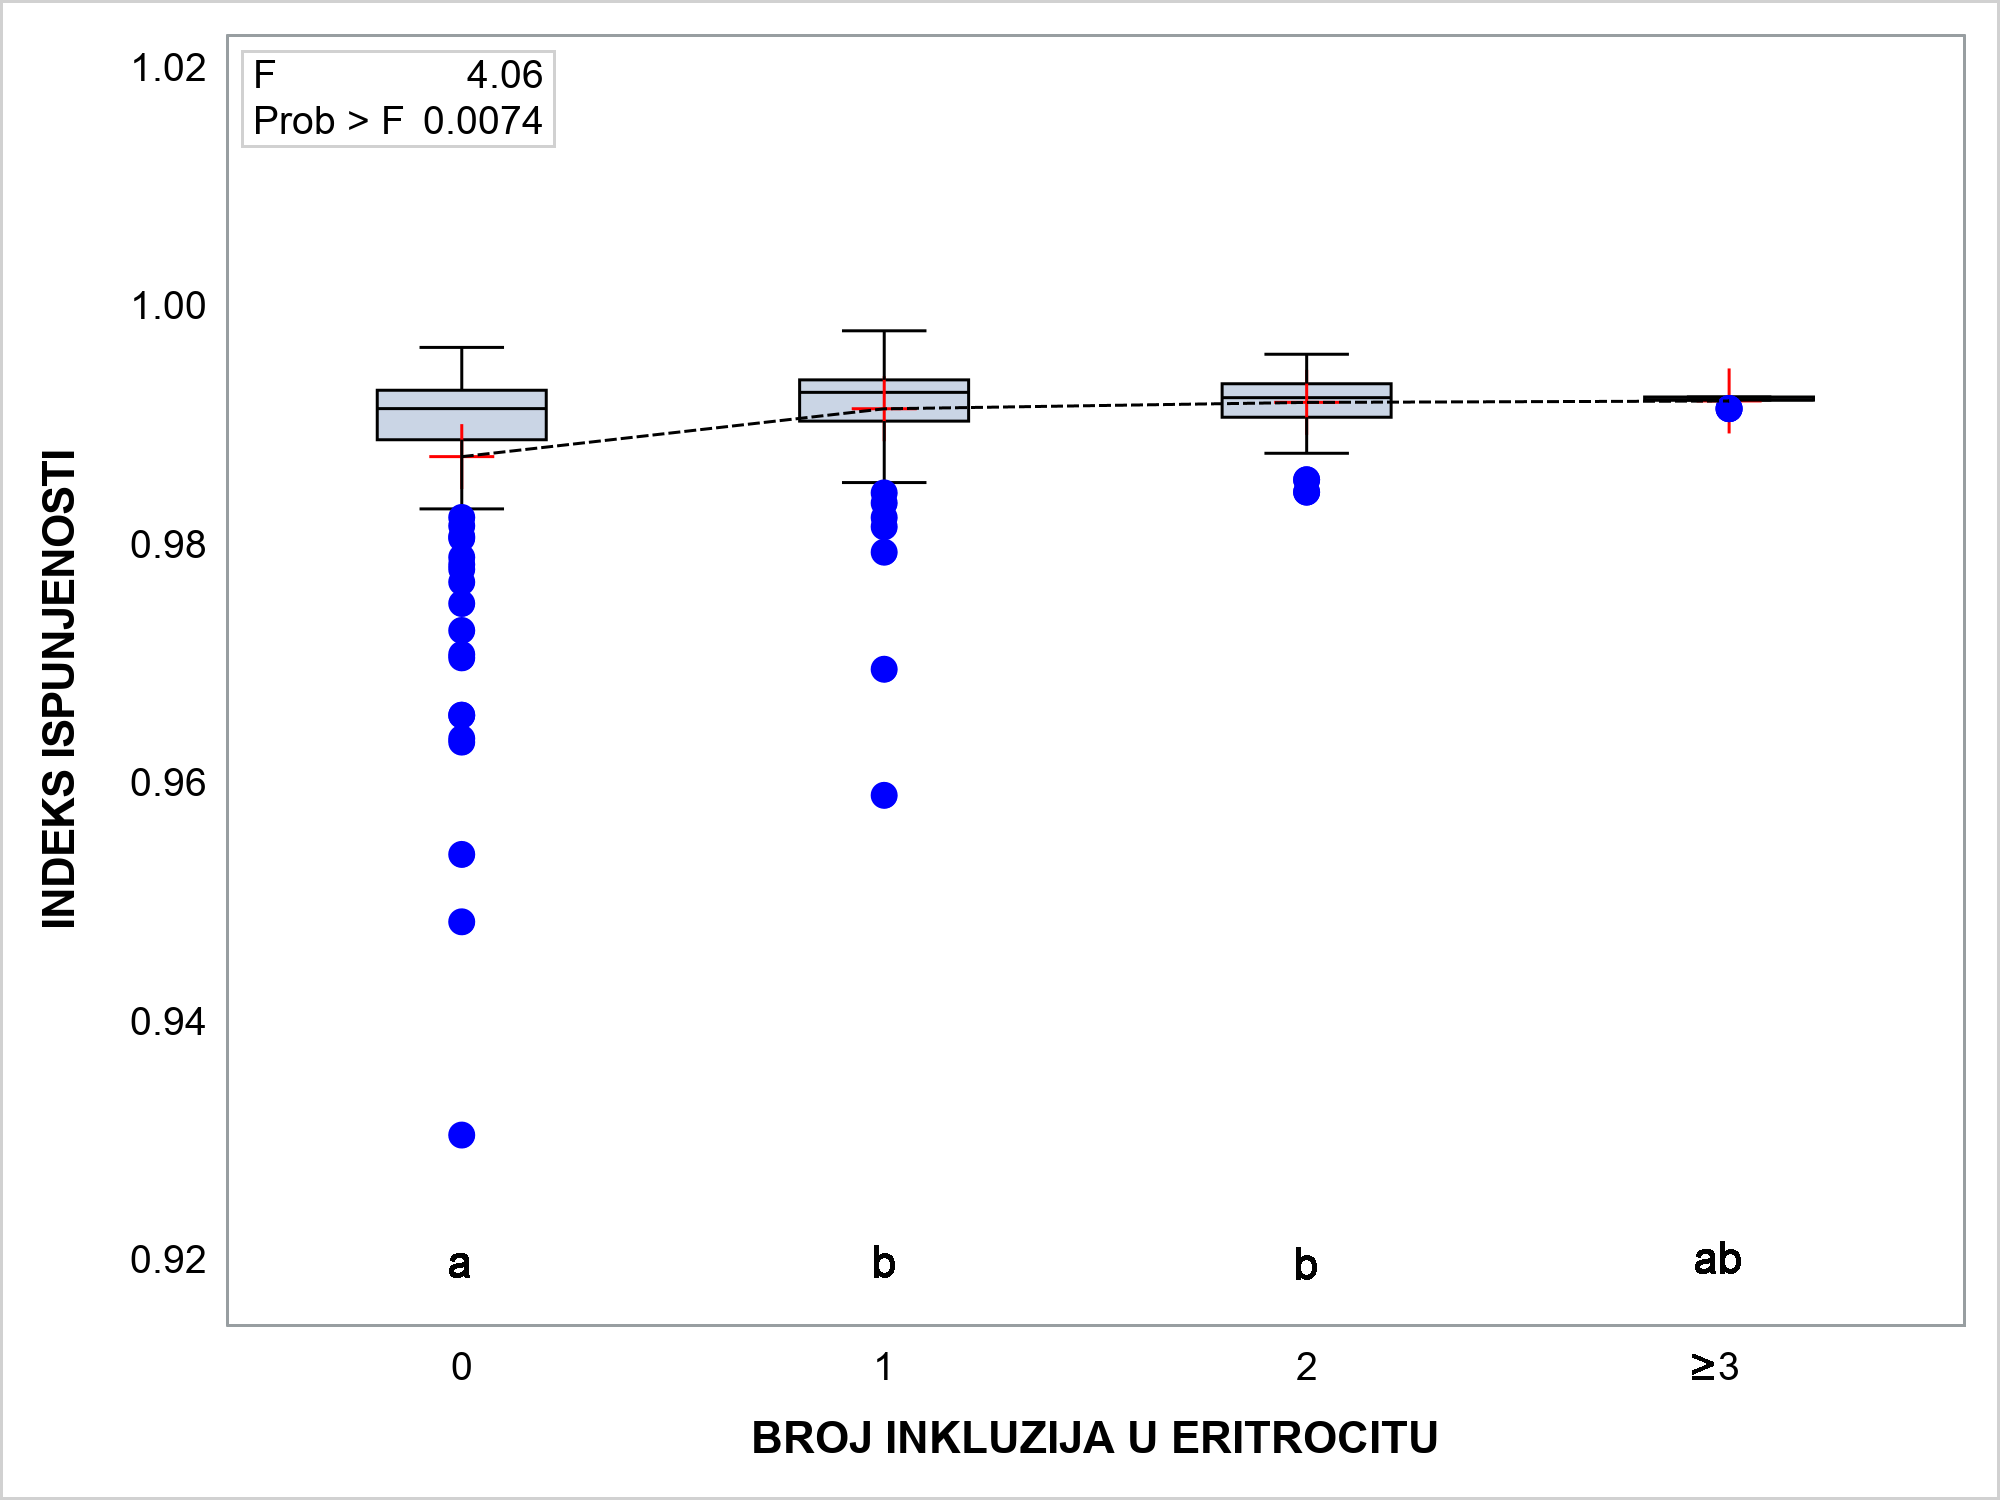 F 4.06
Prob > F 0.0074
INDEKS ISPUNJENOSTI
1.02
1.00
0.98
0.96
0.94
0.92
a b b ab
0 1 2 ≥3
BROJ INKLUZIJA U ERITROCITU